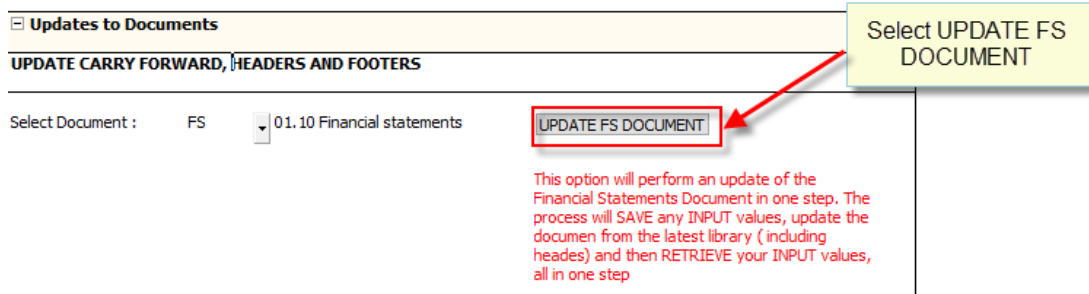 Updates to Documents
Select UPDATE FS
DOCUMENT
UPDATE CARRY FORWARD, HEADERS AND FOOTERS
Select Document : FS 01.10 Financial statements UPDATE FS DOCUMENT
This option will perform an update of the
Financial Statements Document in one step. The
process will SAVE any INPUT values, update the
documen from the latest library ( including
heades) and then RETRIEVE your INPUT values,
all in one step